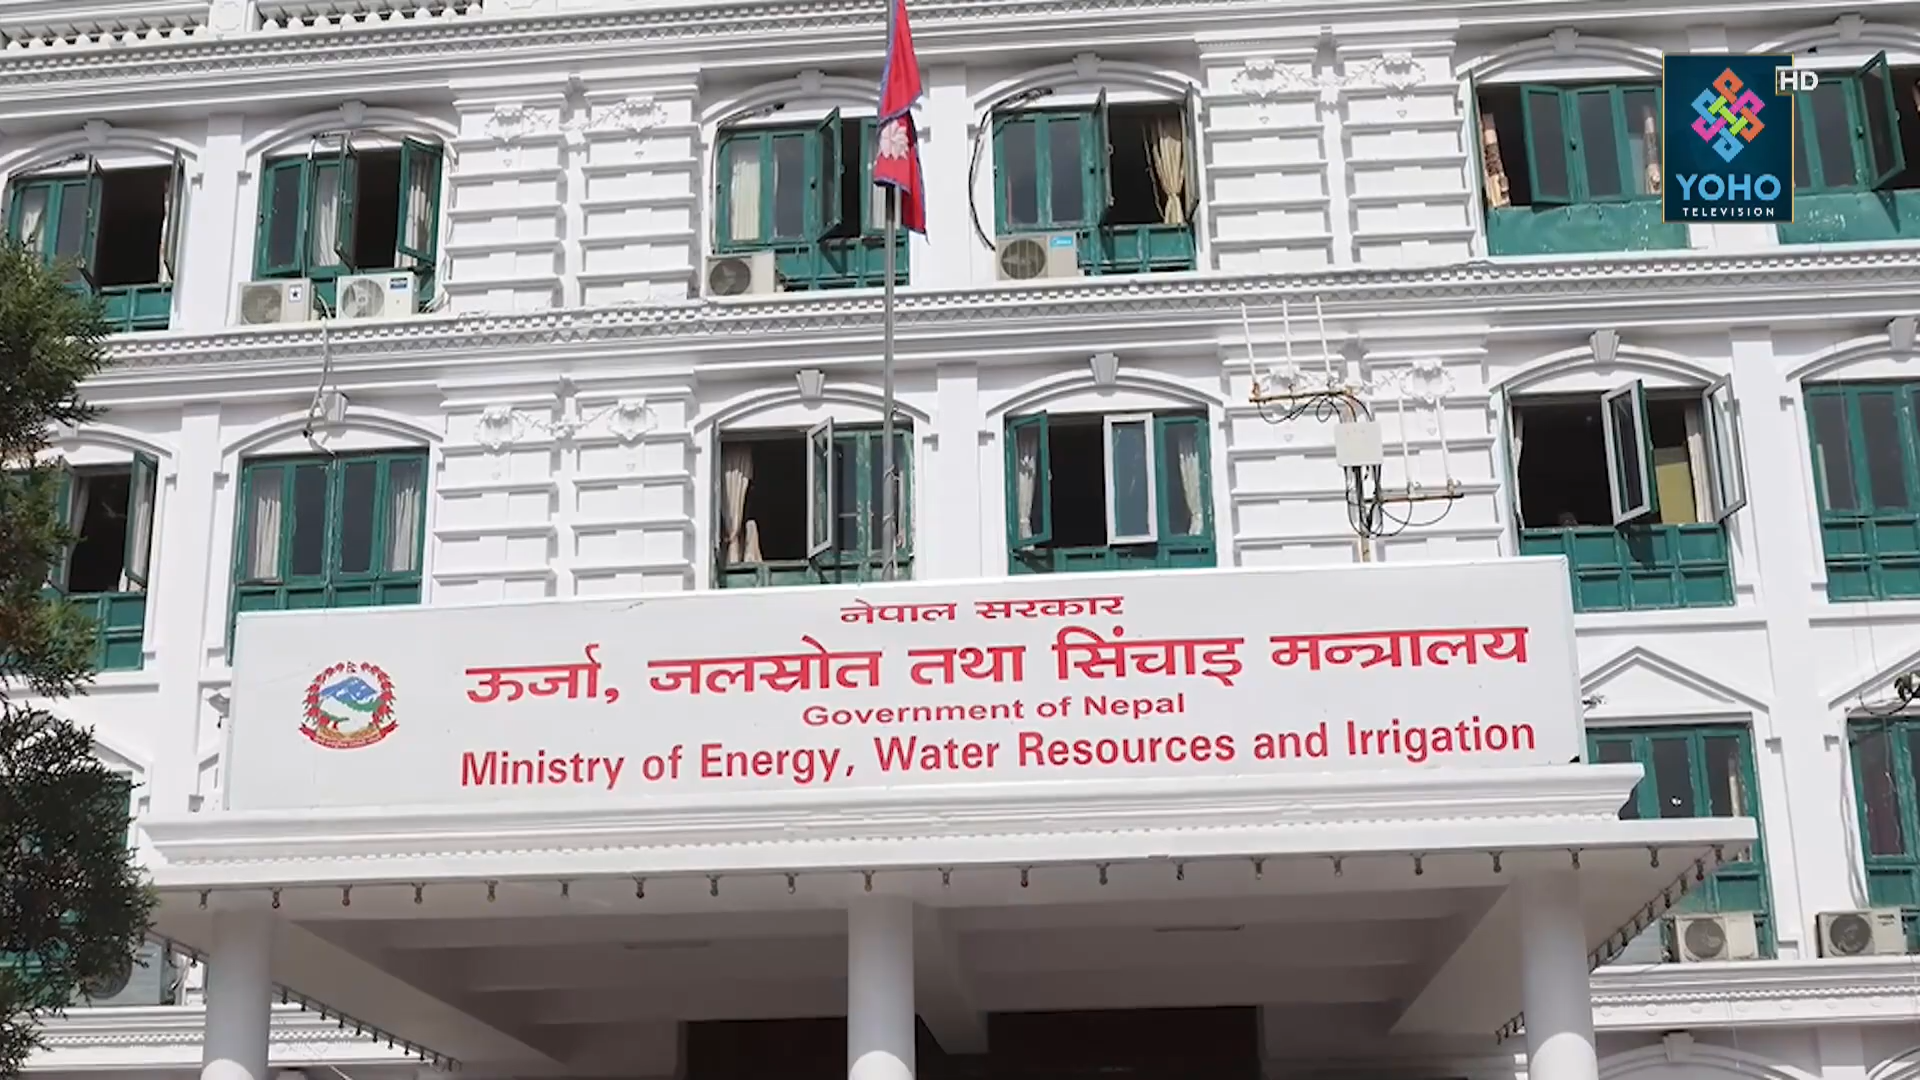 HD
YOHO
TELEVISION
नेपाल सरकार
ऊर्जा, जलस्रोत तथा सिंचाइ मन्त्रालय
Government of Nepal
Ministry of Energy, Water Resources and Irrigation